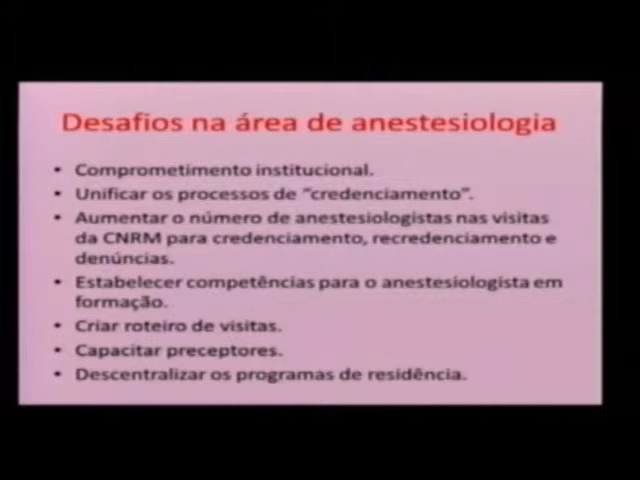 Desafios na área de anestesiologia
• Comprometimento institucional.
• Unificar os processos de "credenciamento".
• Aumentar o número de anestesiologistas nas visitas
da CNRM para credenciamento, recredenciamento e
denúncias.
• Estabelecer competências para o anestesiologista em
formação.
• Criar roteiro de visitas.
• Capacitar preceptores.
• Descentralizar os programas de residência.